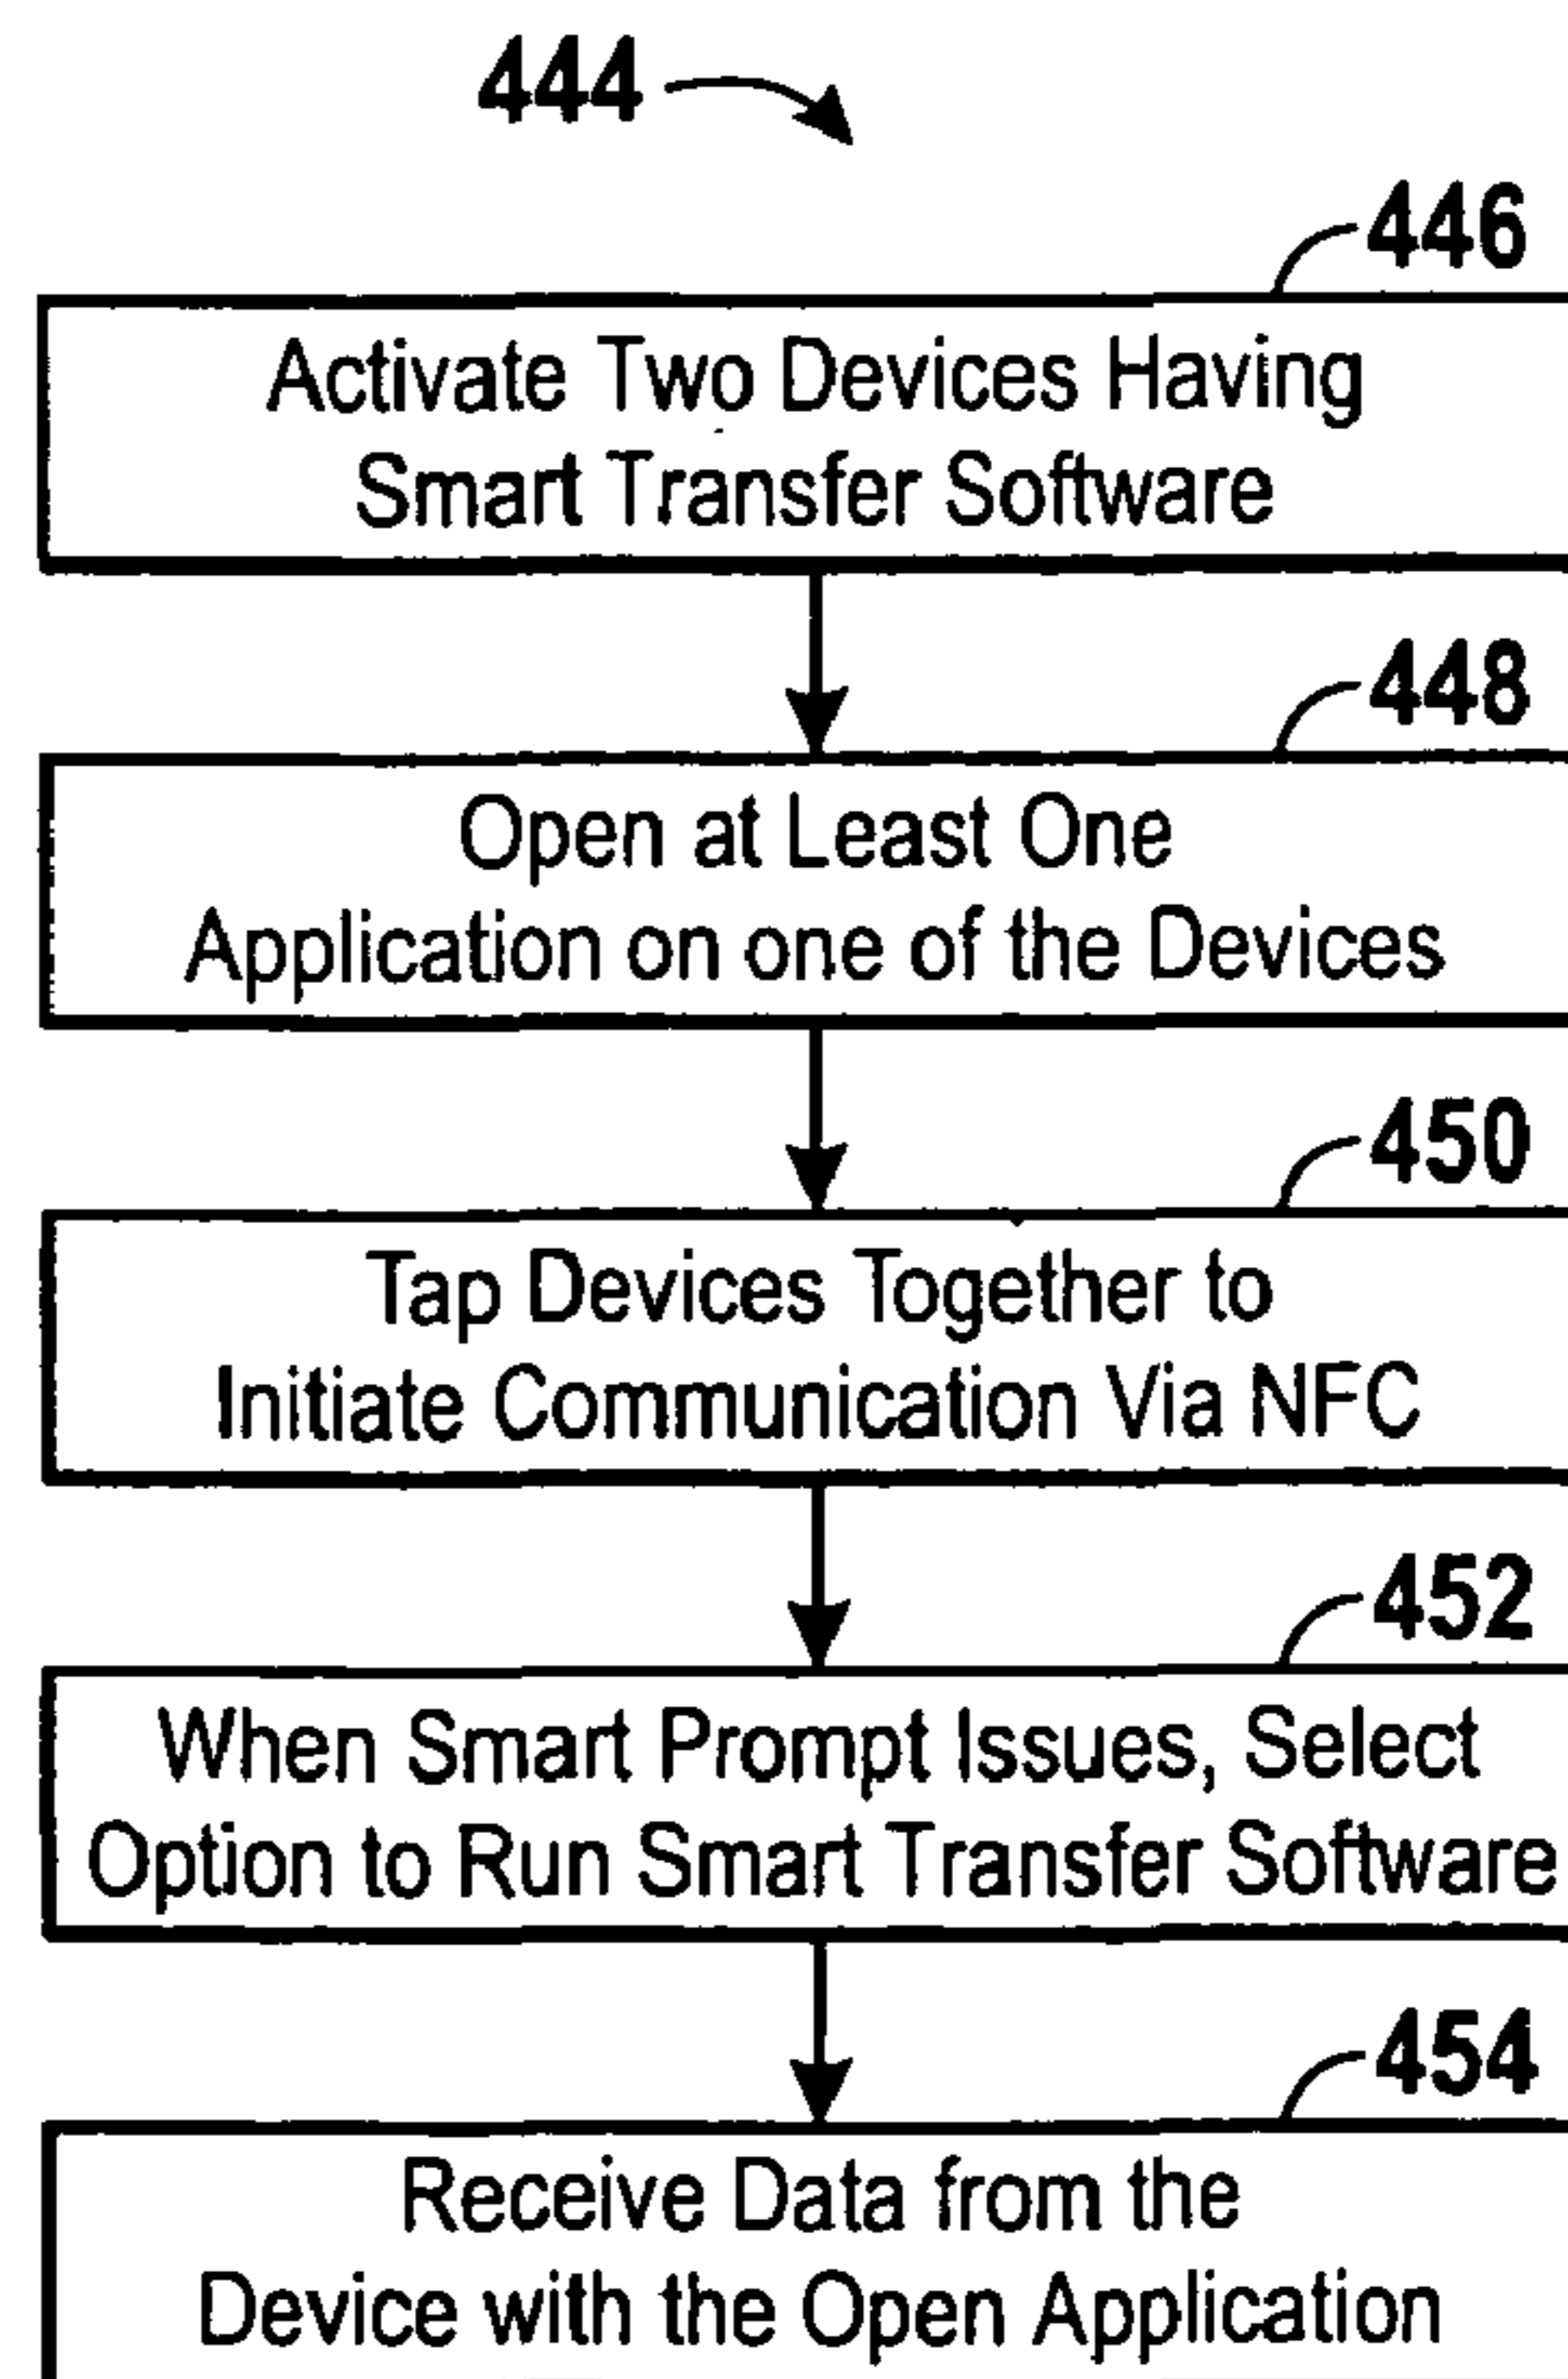 444
446
Activate Two Devices Having
Smart Transfer Software
448
Open at Least One
Application on one of the Devices
450
Tap Devices Together to
Initiate Communication Via NFC
452
When Smart Prompt Issues, Select
Option to Run Smart Transfer Software
454
Receive Data from the
Device with the Open Application